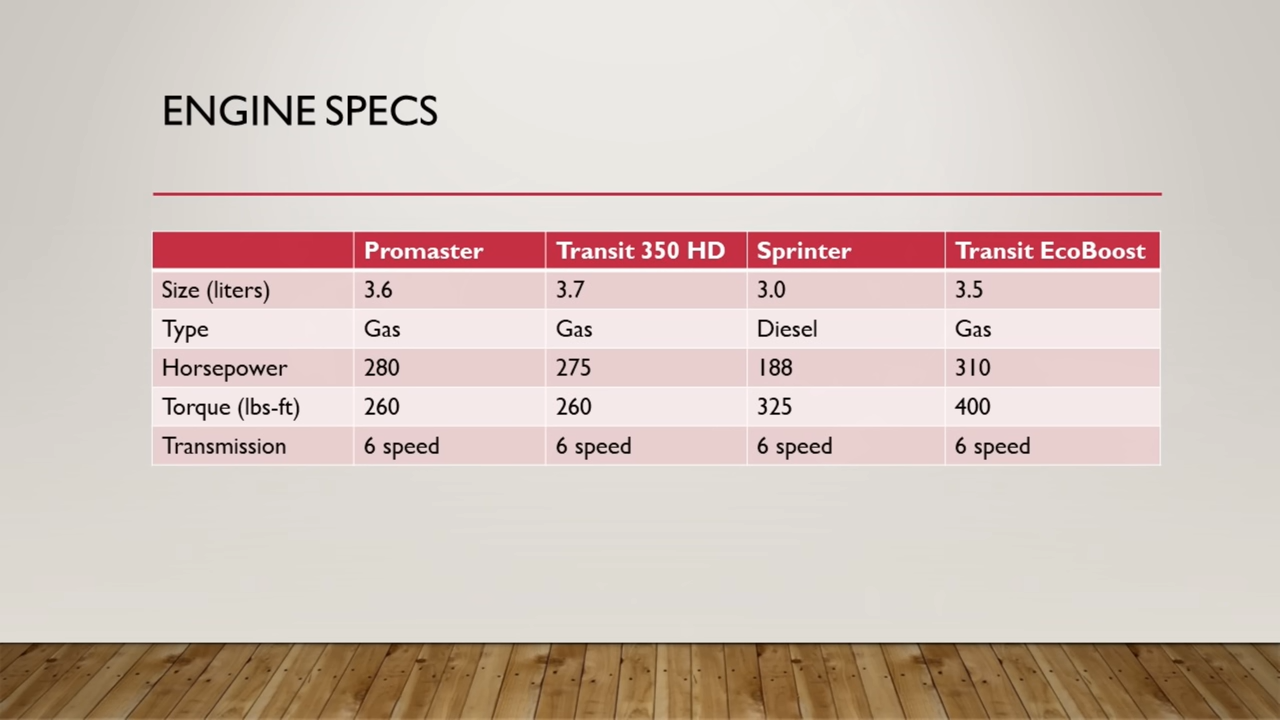 ENGINE SPECS
Promaster Transit 350 HD Sprinter Transit EcoBoost
Size (liters) 3.6 3.7 3.0 3.5
Type Gas Gas Diesel Gas
Horsepower 280 275 188 310
Torque (lbs-ft) 260 260 325 400
Transmission 6 speed 6 speed 6 speed 6 speed